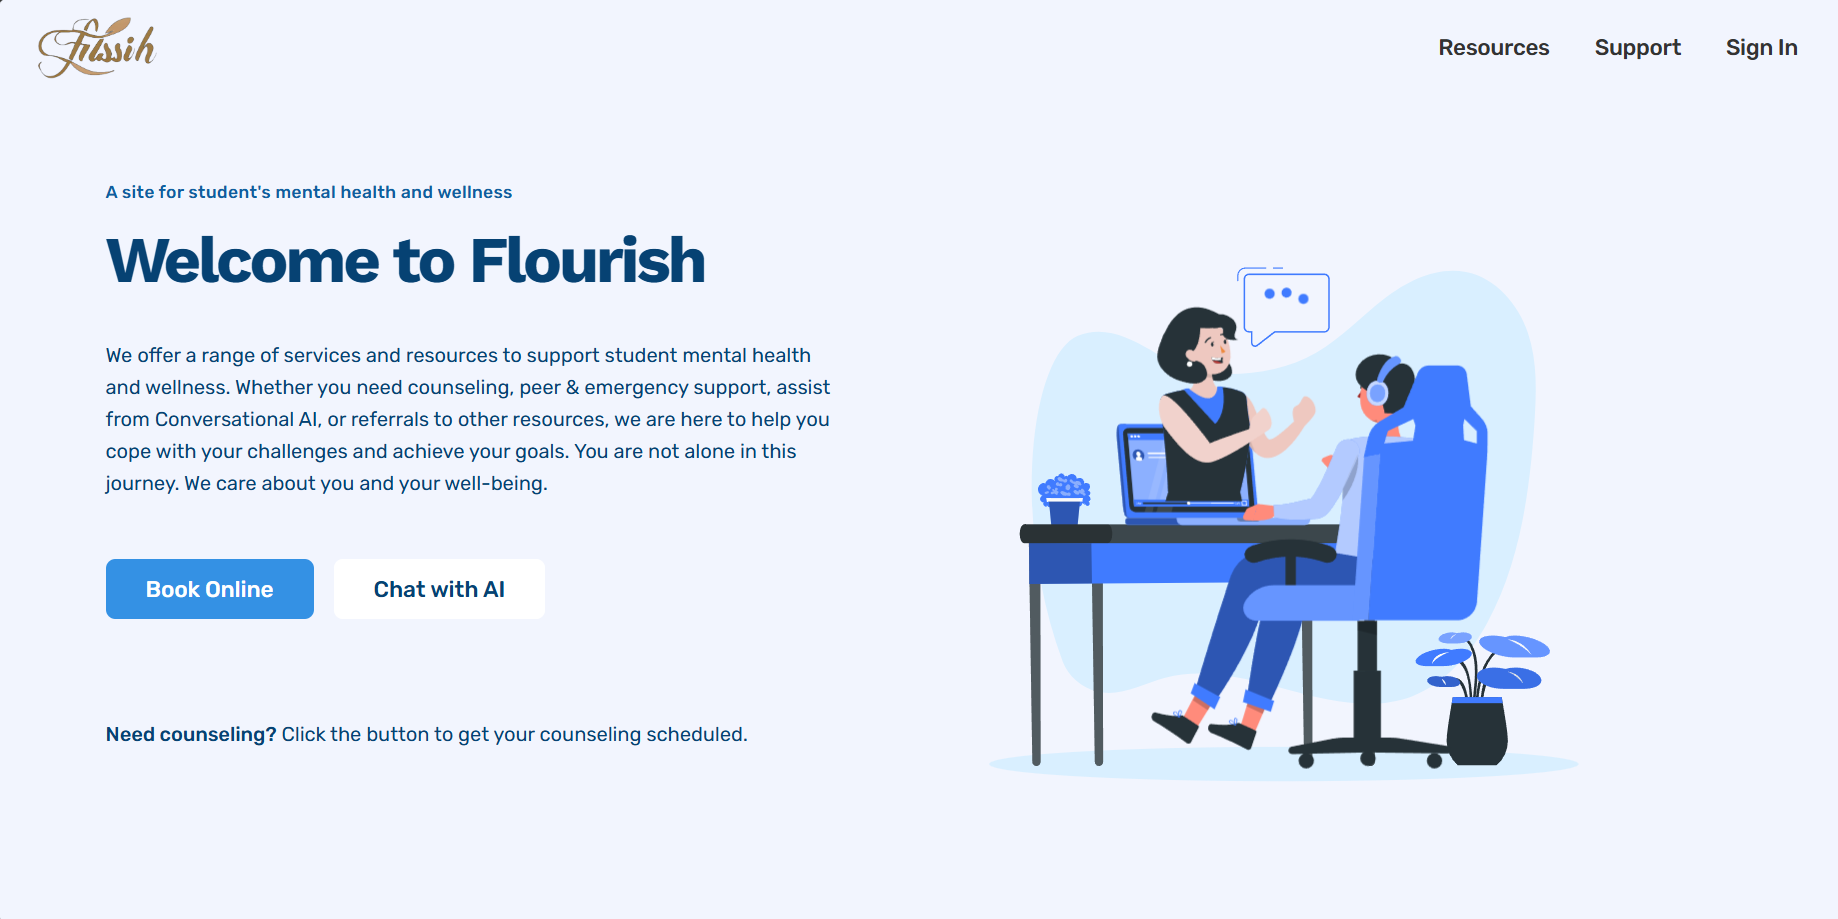 Resources Support Sign In
A site for student's mental health and wellness
Welcome to Flourish
We offer a range of services and resources to support student mental health
and wellness. Whether you need counseling, peer & emergency support, assist
from Conversational AI, or referrals to other resources, we are here to help you
cope with your challenges and achieve your goals. You are not alone in this
journey. We care about you and your well-being.
Book Online Chat with AI
Need counseling? Click the button to get your counseling scheduled.